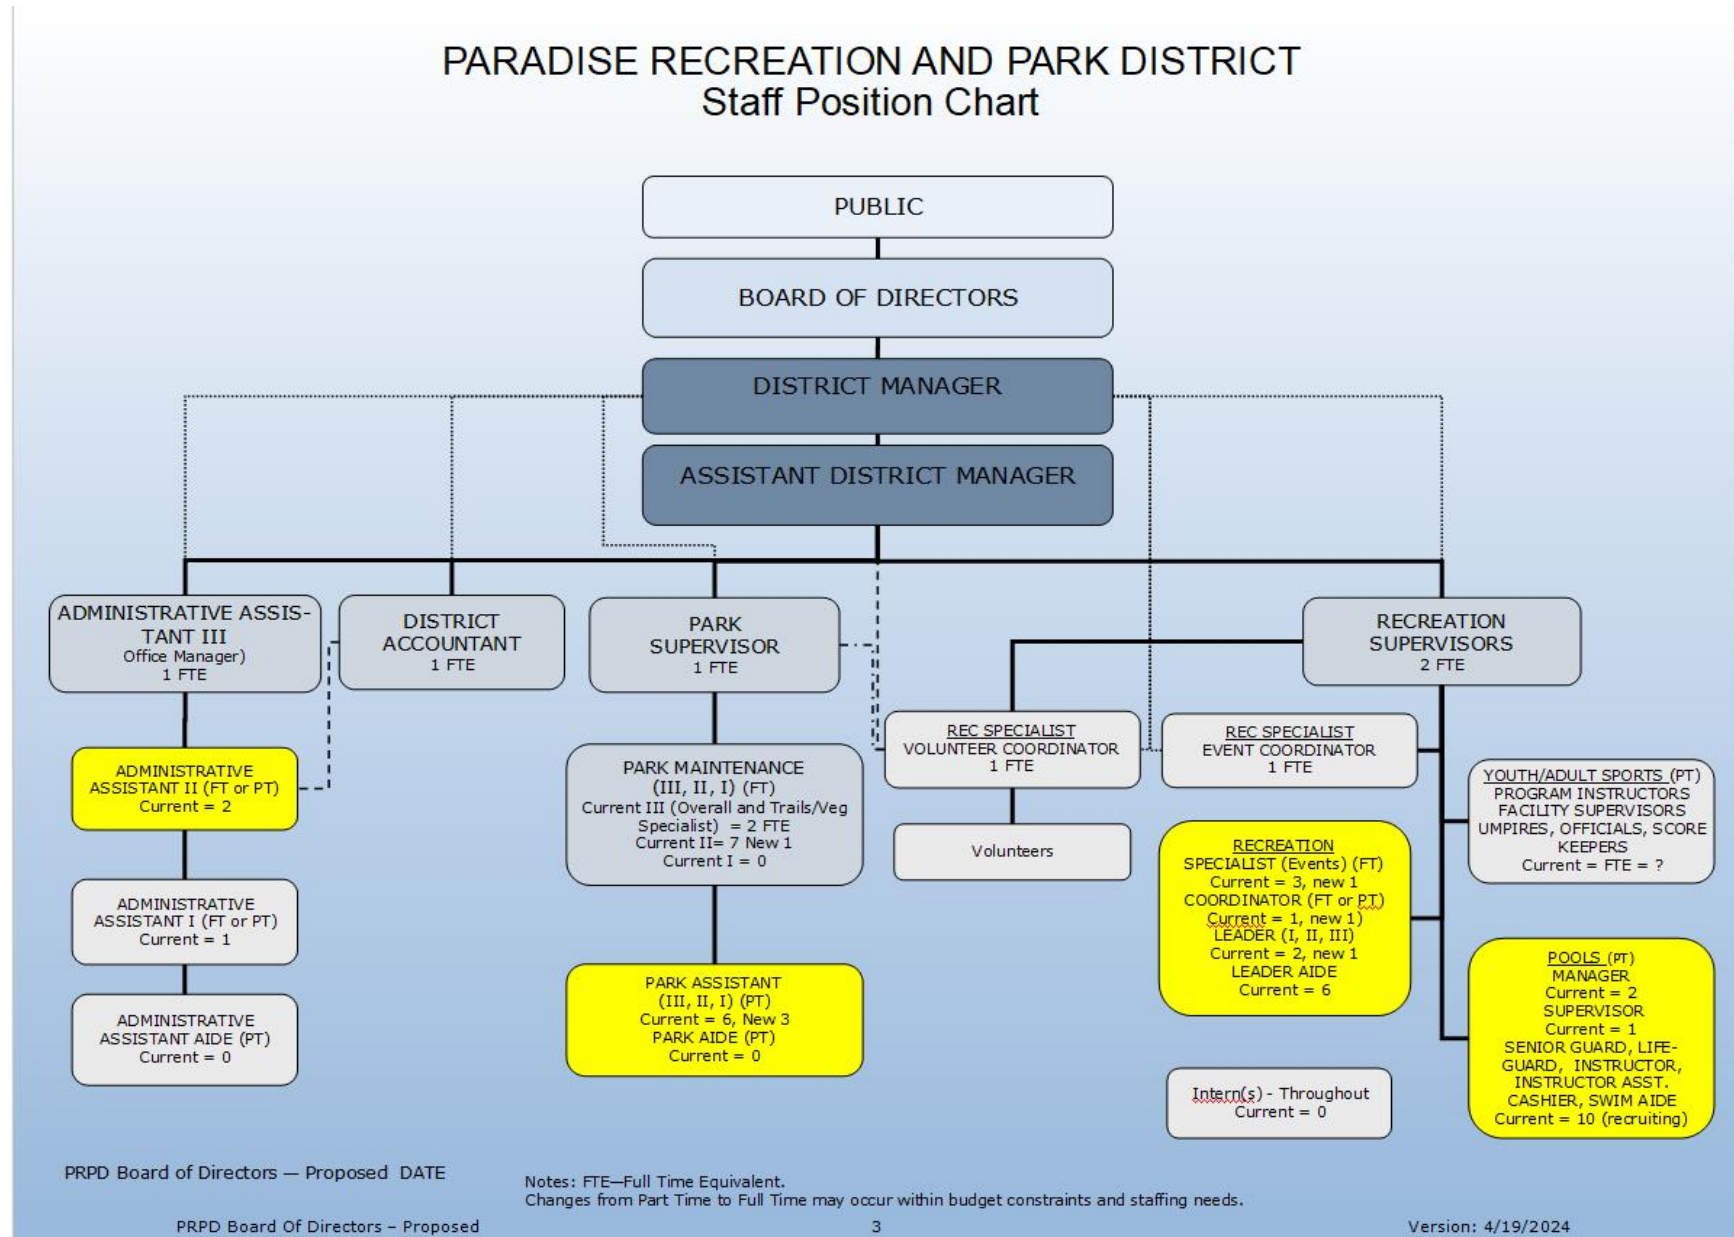 PARADISE RECREATION AND PARK DISTRICT
Staff Position Chart
PUBLIC
BOARD OF DIRECTORS
DISTRICT MANAGER
ASSISTANT DISTRICT MANAGER
ADMINISTRATIVE ASSIS-
TANT III
Office Manager)
1 FTE
DISTRICT
ACCOUNTANT
1 FTE
PARK
SUPERVISOR
1 FTE
RECREATION
SUPERVISORS
2 FTE
ADMINISTRATIVE
ASSISTANT II (FT or PT)
Current = 2
ADMINISTRATIVE
ASSISTANT I (FT or PT)
Current = 1
ADMINISTRATIVE
ASSISTANT AIDE (PT)
Current = 0
PARK MAINTENANCE
(III, II, I) (FT)
Current III (Overall and Trails/Veg
Specialist)  = 2 FTE
Current II= 7 New 1
Current I = 0
PARK ASSISTANT
(III, II, I) (PT)
Current = 6, New 3
PARK AIDE (PT)
Current = 0
REC SPECIALIST
VOLUNTEER COORDINATOR
1 FTE
Volunteers
REC SPECIALIST
EVENT COORDINATOR
1 FTE
RECREATION
SPECIALIST (Events) (FT)
Current = 3, new 1
COORDINATOR (FT or PT)
Current = 1, new 1)
LEADER (I, II, III)
Current = 2, new 1
LEADER AIDE
Current = 6
YOUTH/ADULT SPORTS (PT)
PROGRAM INSTRUCTORS
FACILITY SUPERVISORS
UMPIRES, OFFICIALS, SCORE
KEEPERS
Current = FTE = ?
POOLS (PT)
MANAGER
Current = 2
SUPERVISOR
Current = 1
SENIOR GUARD, LIFE-
GUARD,  INSTRUCTOR,
INSTRUCTOR ASST.
CASHIER, SWIM AIDE
Current = 10 (recruiting)
Intern(s) - Throughout
Current = 0
PRPD Board of Directors — Proposed  DATE
Notes: FTE—Full Time Equivalent.
Changes from Part Time to Full Time may occur within budget constraints and staffing needs.
PRPD Board Of Directors – Proposed
3
Version: 4/19/2024